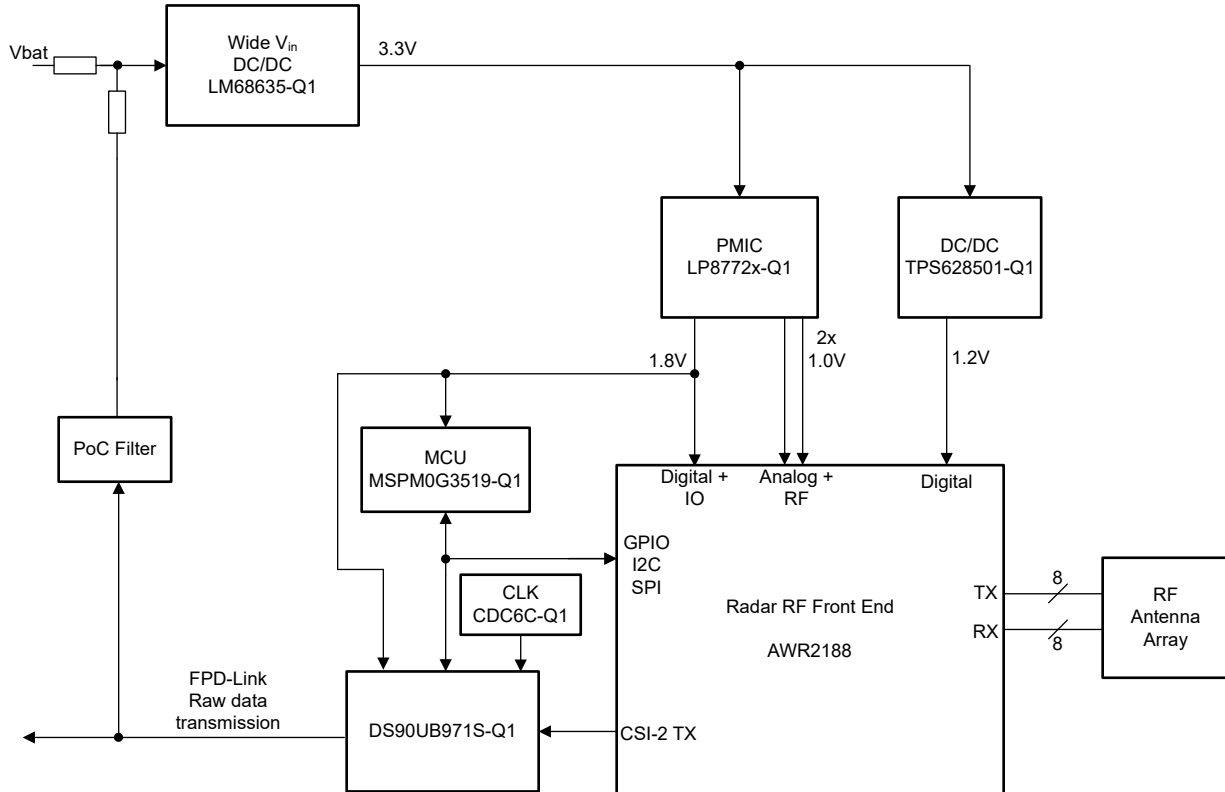 Vbat
Wide Vin
DC/DC
LM68635-Q1
3.3V
PMIC
LP8772x-Q1
DC/DC
TPS628501-Q1
1.8V
2x
1.0V
1.2V
PoC Filter
MCU
MSPM0G3519-Q1
Digital +
IO
Analog +
RF
Digital
GPIO
I2C
SPI
CLK
CDC6C-Q1
Radar RF Front End
AWR2188
TX
RX
8
8
RF
Antenna
Array
FPD-Link
Raw data
transmission
DS90UB971S-Q1
CSI-2 TX